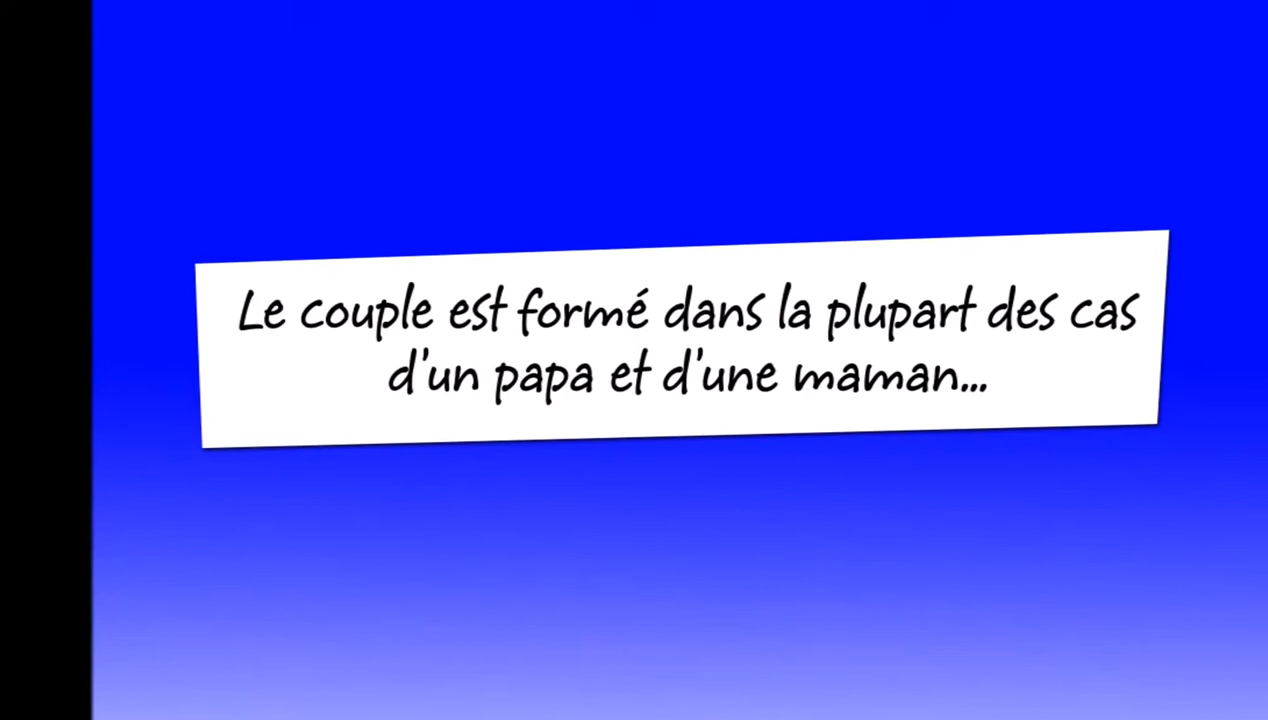 Le couple est formé dans la plupart des cas
d'un papa et d'une maman...